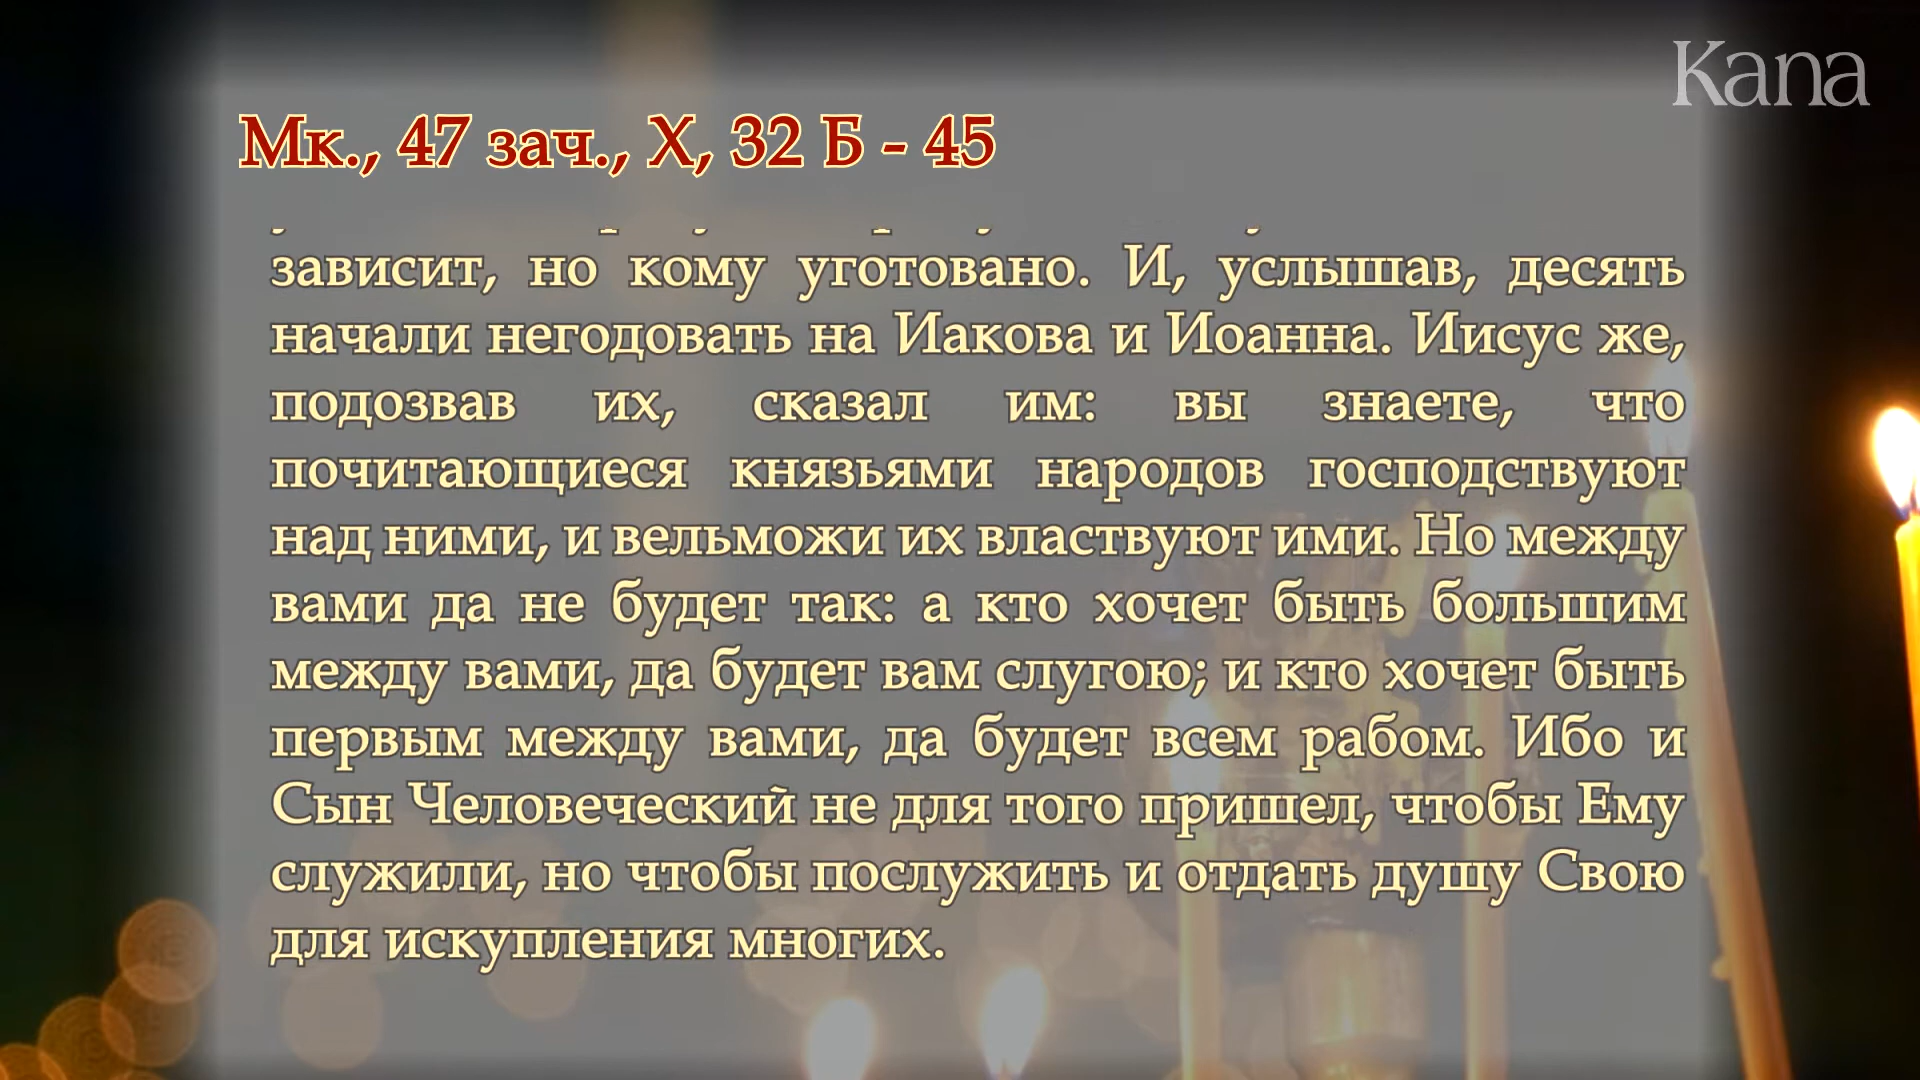 Kana
Мк., 47 зач., X, 32 Б - 45
зависит, но кому уготовано. И, услышав, десять
начали негодовать на Иакова и Иоанна. Иисус же,
подозвав их, сказал им: вы знаете, что
почитающиеся князьями народов господствуют
над ними, и вельможи их властвуют ими. Но между
вами да не будет так: а кто хочет быть большим
между вами, да будет вам слугою; и кто хочет быть
первым между вами, да будет всем рабом. Ибо и
Сын Человеческий не для того пришел, чтобы Ему
служили, но чтобы послужить и отдать душу Свою
для искупления многих.